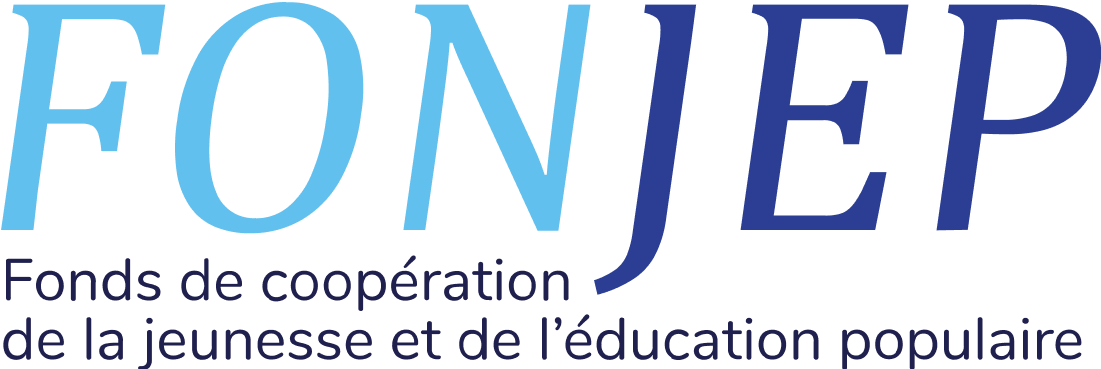 FONJEP
Fonds de coopération
de la jeunesse et de l’éducation populaire